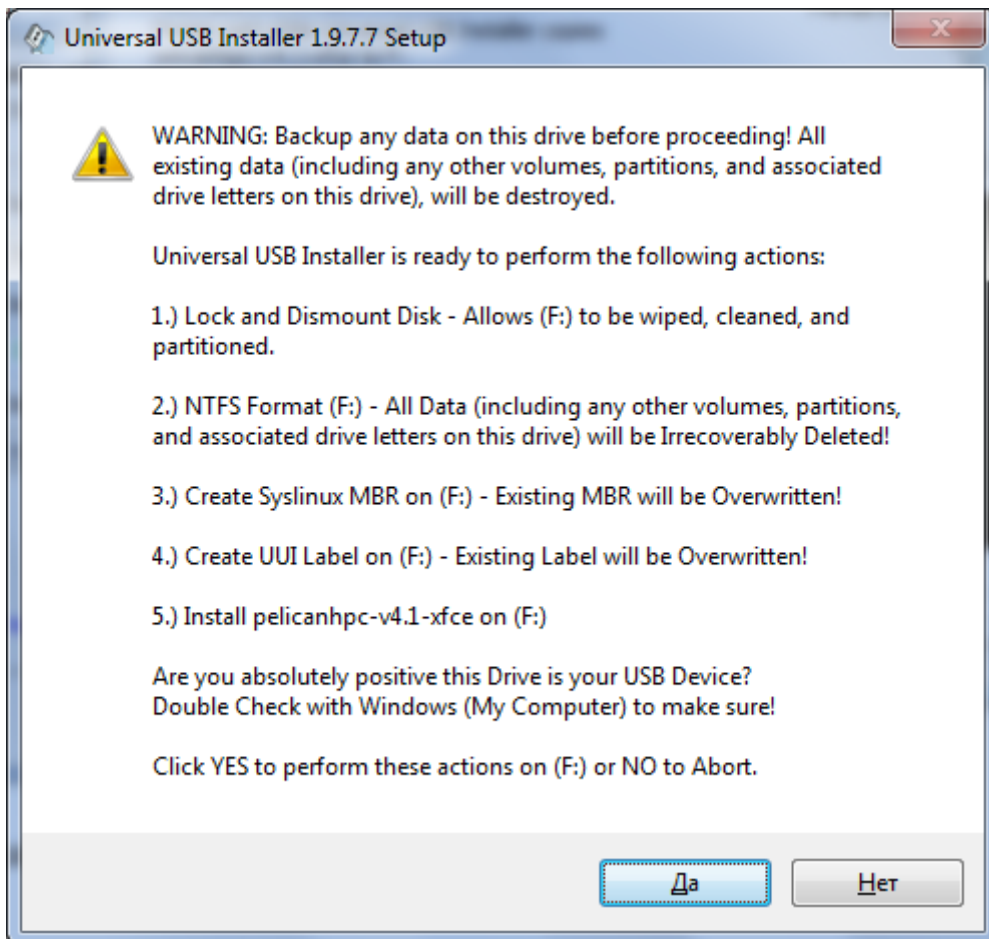 Universal USB Installer 1.9.7.7 Setup
WARNING: Backup any data on this drive before proceeding! All
existing data (including any other volumes, partitions, and associated
drive letters on this drive), will be destroyed.
Universal USB Installer is ready to perform the following actions:
1.) Lock and Dismount Disk - Allows (F:) to be wiped, cleaned, and
partitioned.
2.) NTFS Format (F:) - All Data (including any other volumes, partitions,
and associated drive letters on this drive) will be Irrecoverably Deleted!
3.) Create Syslinux MBR on (F:) - Existing MBR will be Overwritten!
4.) Create UUI Label on (F:) - Existing Label will be Overwritten!
5.) Install pelicanhpc-v4.1-xfce on (F:)
Are you absolutely positive this Drive is your USB Device?
Double Check with Windows (My Computer) to make sure!
Click YES to perform these actions on (F:) or NO to Abort.
Да Нет